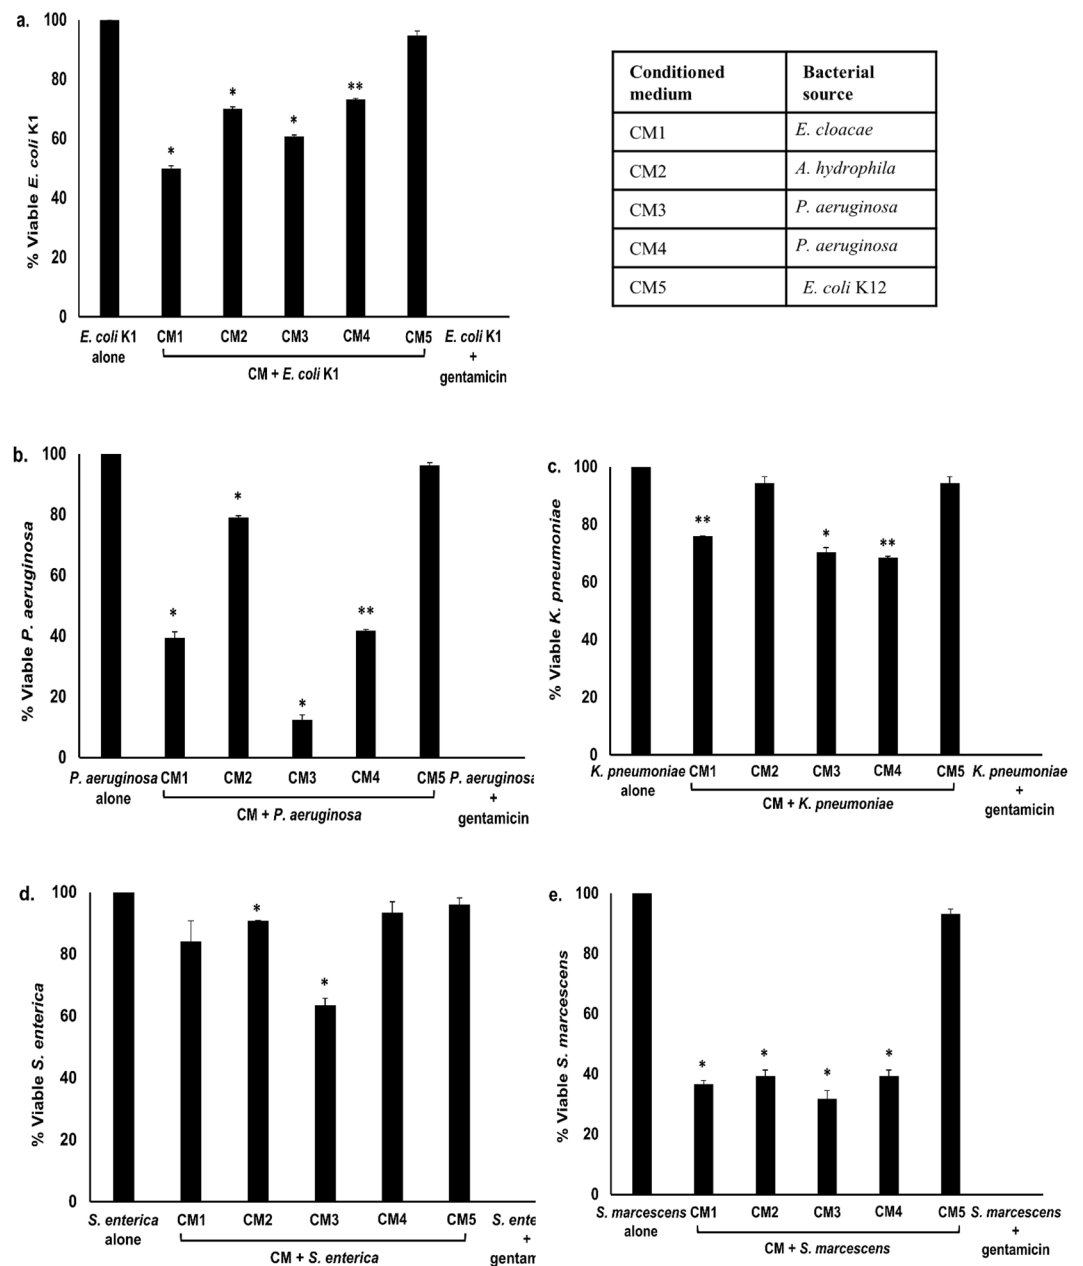 a.
% Viable E. coli K1
100
80
60
40
20
0
*
*
*
**
E. coli K1
alone
CM1
CM2
CM3
CM4
CM5
E. coli K1
+
gentamicin
CM + E. coli K1
Conditioned medium
Bacterial source
CM1
E. cloacae
CM2
A. hydrophila
CM3
P. aeruginosa
CM4
P. aeruginosa
CM5
E. coli K12
b.
% Viable P. aeruginosa
100
80
60
40
20
0
*
*
*
**
P. aeruginosa
alone
CM1
CM2
CM3
CM4
CM5
P. aeruginosa
+
gentamicin
CM + P. aeruginosa
c.
% Viable K. pneumoniae
100
80
60
40
20
0
**
*
**
K. pneumoniae
alone
CM1
CM2
CM3
CM4
CM5
K. pneumoniae
+
gentamicin
CM + K. pneumoniae
d.
% Viable S. enterica
100
80
60
40
20
0
*
*
S. enterica
alone
CM1
CM2
CM3
CM4
CM5
S. ente
+
gentam
CM + S. enterica
e.
% Viable S. marcescens
100
80
60
40
20
0
*
*
*
*
S. marcescens
alone
CM1
CM2
CM3
CM4
CM5
S. marcescens
+
gentamicin
CM + S. marcescens